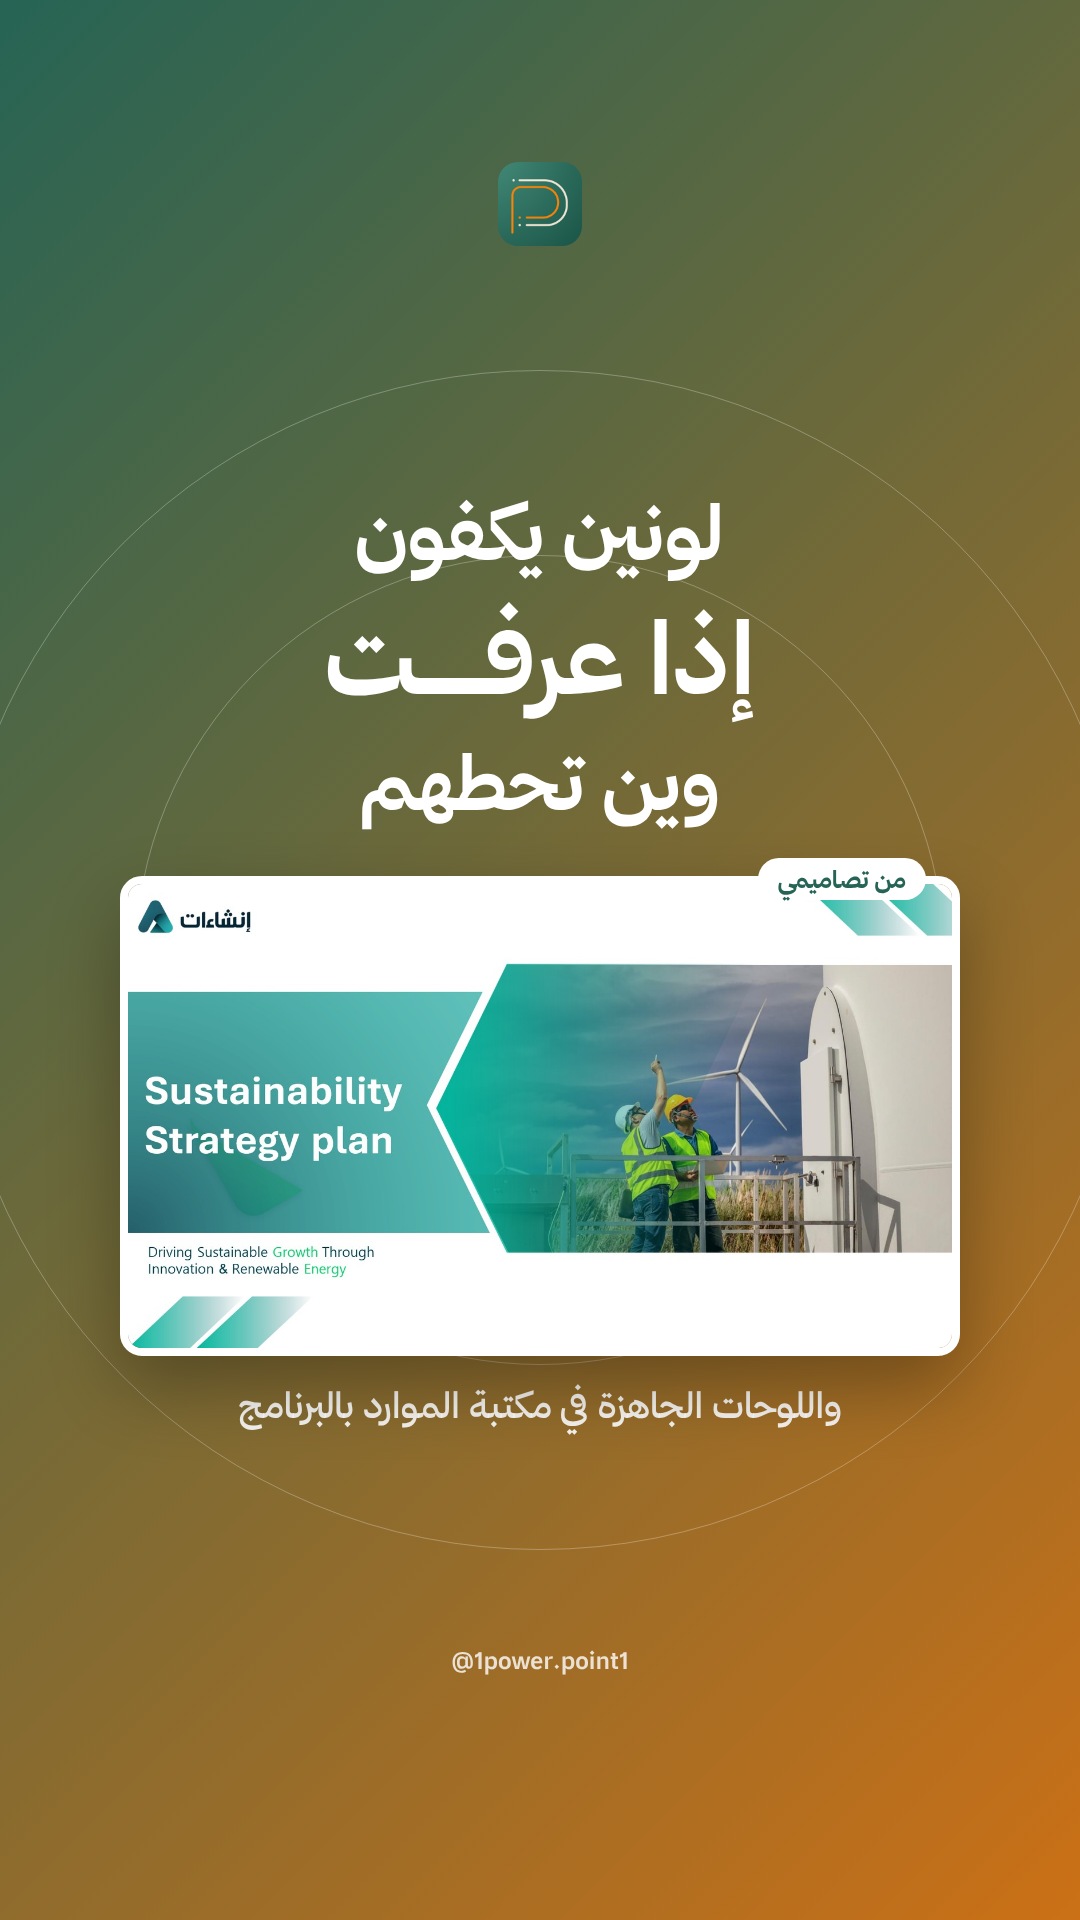 لونين يكفون
إذا عرفـــت
وين تحطهم
من تصاميمي
إنشاءات
Sustainability
Strategy plan
Driving Sustainable Growth Through
Innovation & Renewable Energy
واللوحات الجاهزة في مكتبة الموارد بالبرنامج
@1power.point1